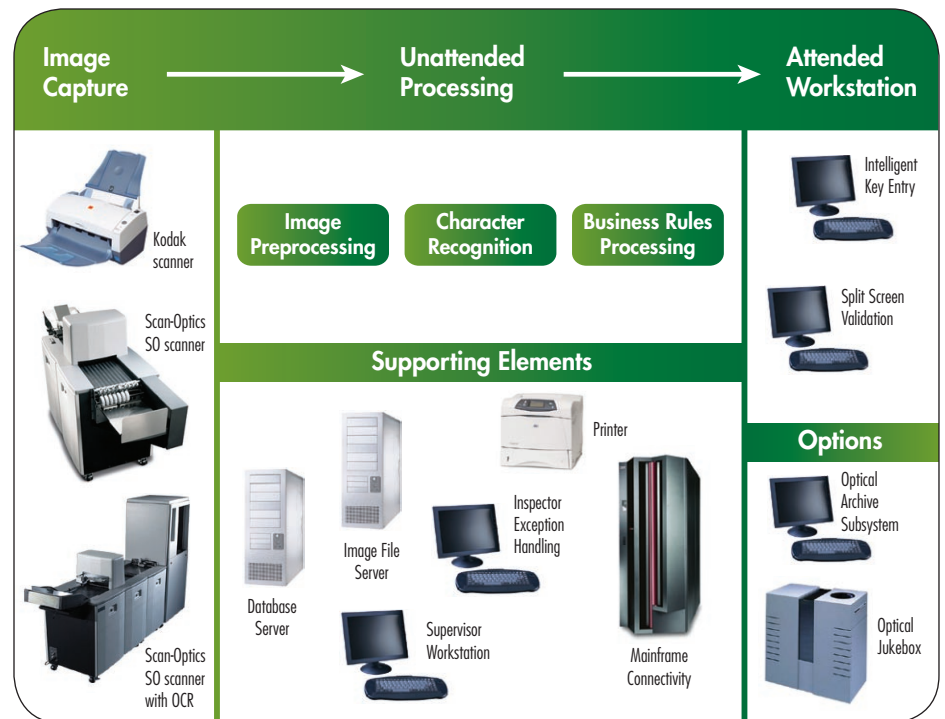 Image
Capture
Unattended
Processing
Attended
Workstation
Kodak
scanner
Scan-Optics
SO scanner
Scan-Optics
SO scanner
with OCR
Image
Preprocessing
Character
Recognition
Business Rules
Processing
Supporting Elements
Database
Server
Image File
Server
Printer
Inspector
Exception
Handling
Supervisor
Workstation
Mainframe
Connectivity
Intelligent
Key Entry
Split Screen
Validation
Options
Optical
Archive
Subsystem
Optical
Jukebox